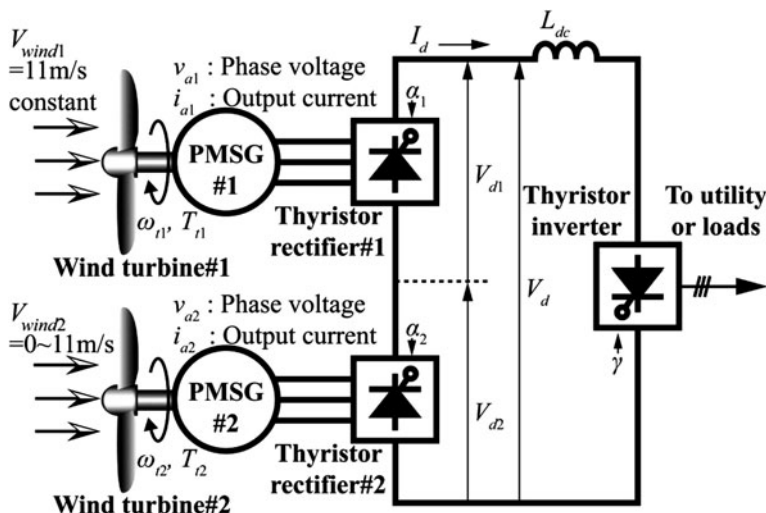 V_wind1
=11m/s
constant
v_a1 : Phase voltage
i_a1 : Output current
PMSG
#1
ω_t1, T_t1
Wind turbine#1
α_1
Thyristor
rectifier#1
I_d
L_dc
V_d1
V_d
Thyristor
inverter
To utility
or loads
γ
V_wind2
=0~11m/s
v_a2 : Phase voltage
i_a2 : Output current
PMSG
#2
ω_t2, T_t2
Wind turbine#2
α_2
Thyristor
rectifier#2
V_d2